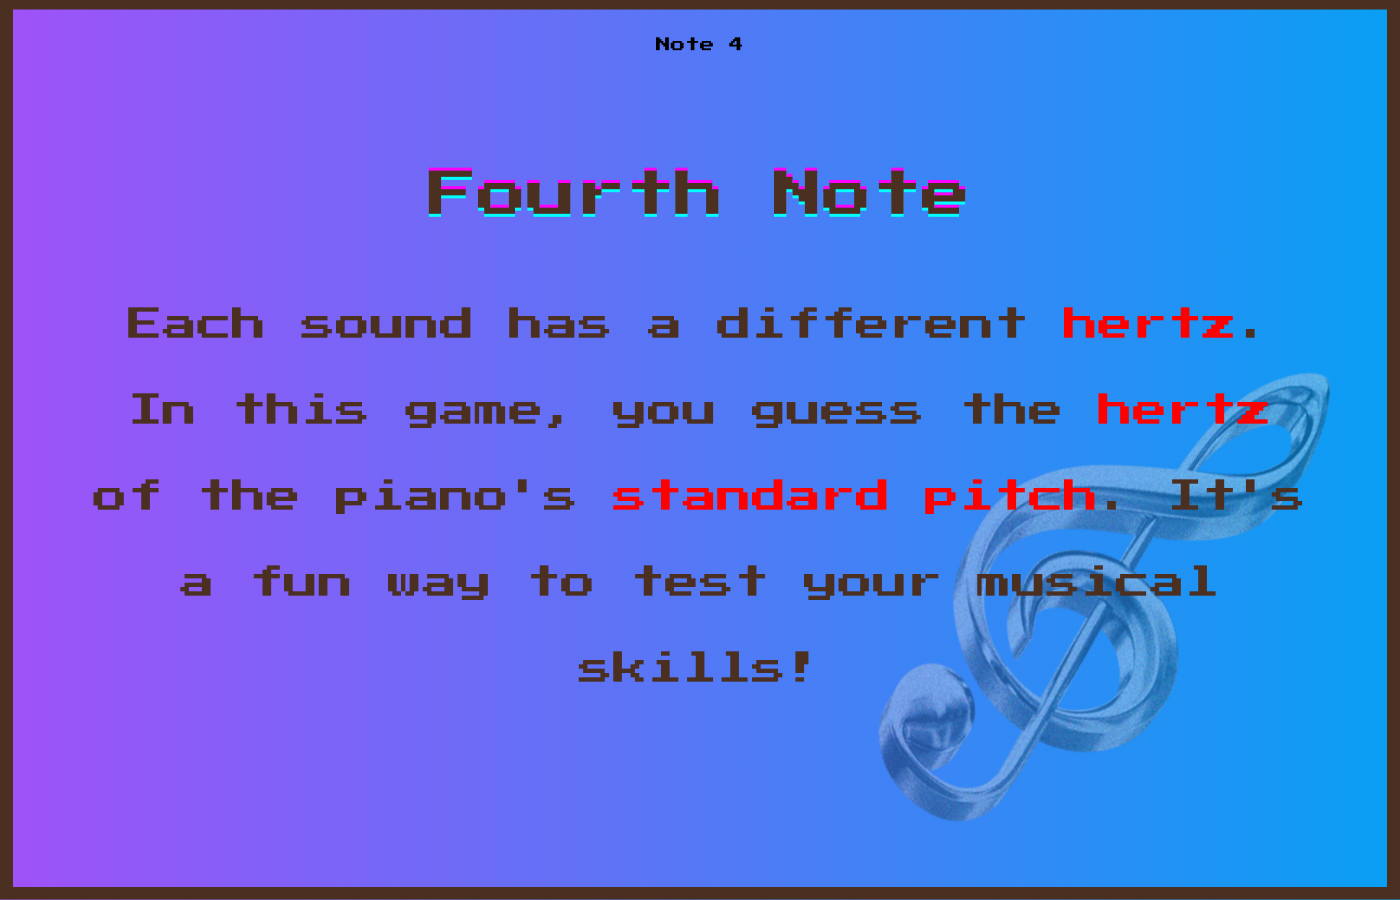 Note 4
Fourth Note
Each sound has a different hertz.
In this game, you guess the hertz
of the piano's standard pitch. It's
a fun way to test your musical
skills!